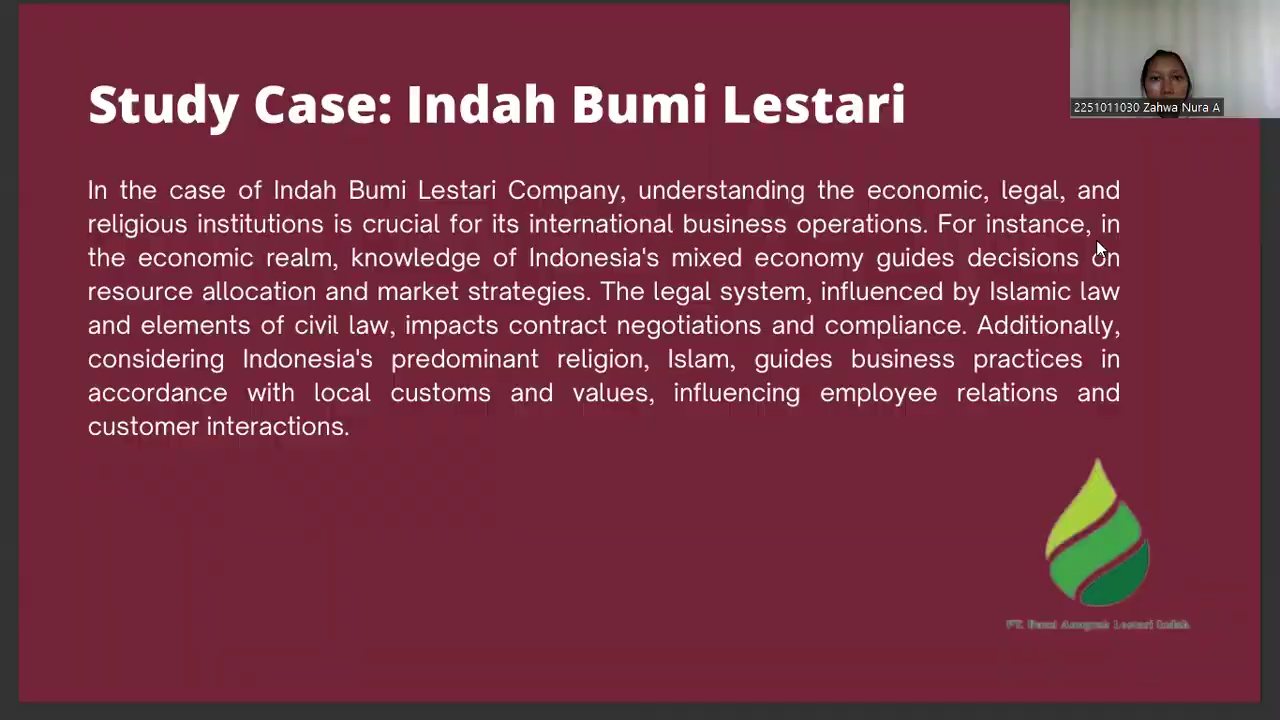 Study Case: Indah Bumi Lestari
2251011030 Zahwa Nura A
In the case of Indah Bumi Lestari Company, understanding the economic, legal, and
religious institutions is crucial for its international business operations. For instance, in
the economic realm, knowledge of Indonesia's mixed economy guides decisions on
resource allocation and market strategies. The legal system, influenced by Islamic law
and elements of civil law, impacts contract negotiations and compliance. Additionally,
considering Indonesia's predominant religion, Islam, guides business practices in
accordance with local customs and values, influencing employee relations and
customer interactions.
PT. Bumi Lestari Indah